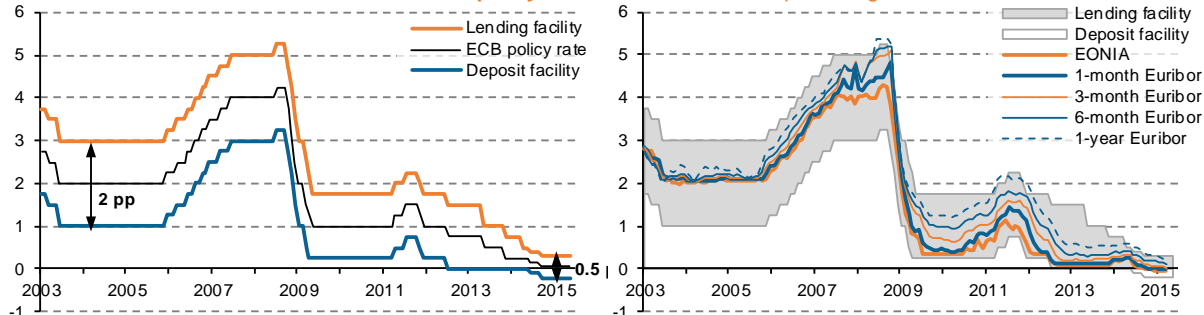 6
5
4
3
2
1
0
-1
2003
2005
2007
2009
2011
2013
2015
Lending facility
ECB policy rate
Deposit facility
2 pp
0.5
6
5
4
3
2
1
0
-1
2003
2005
2007
2009
2011
2013
2015
Lending facility
Deposit facility
EONIA
1-month Euribor
3-month Euribor
6-month Euribor
1-year Euribor